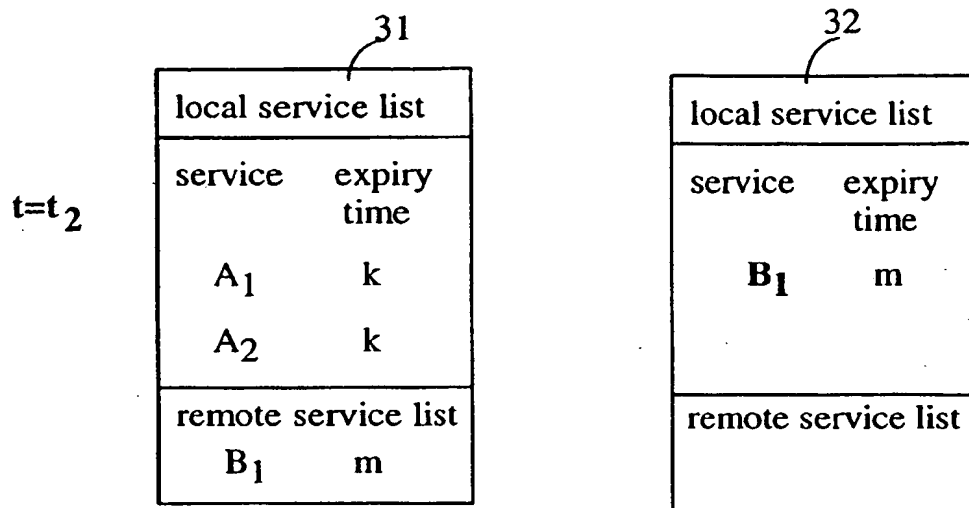 31
local service list
service expiry
time
A1 k
A2 k
remote service list
B1 m
t=t2
32
local service list
service expiry
time
B1 m
remote service list